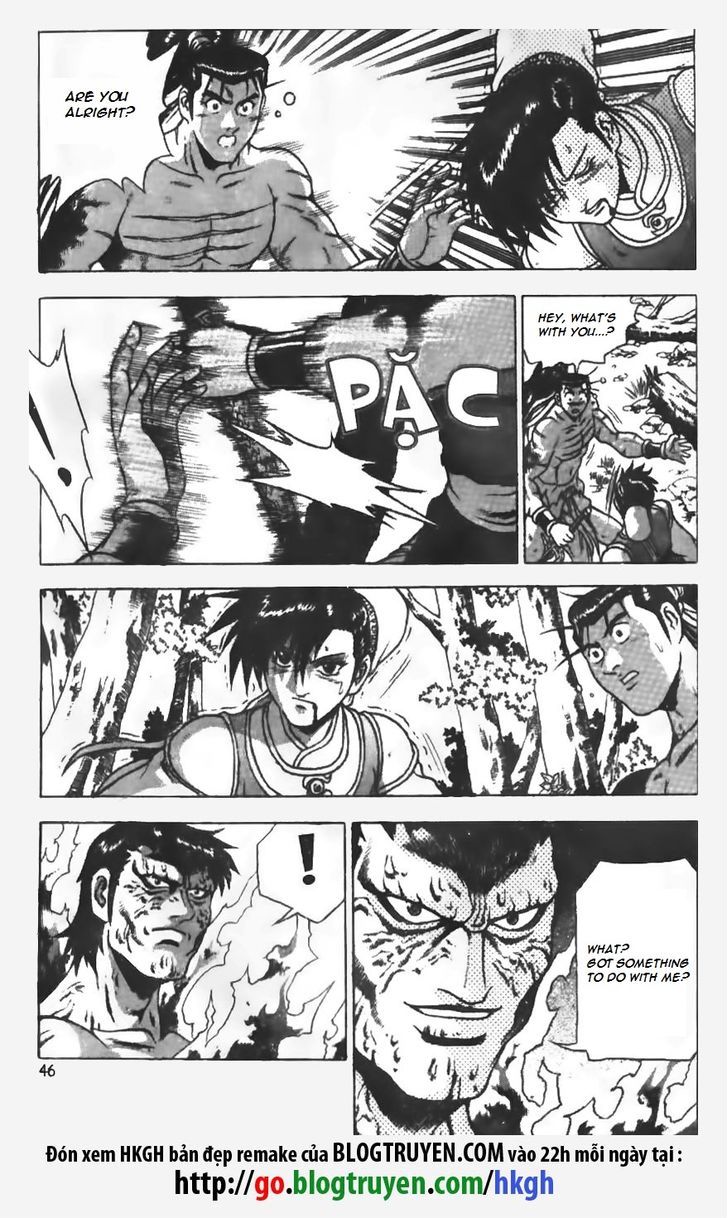 ARE YOU
ALRIGHT?
PẶC
HEY, WHAT'S
WITH YOU...?
!
!
WHAT?
GOT SOMETHING
TO DO WITH ME?
46
Đón xem HKGH bản đẹp remake của BLOGTRUYEN.COM vào 22h mỗi ngày tại :
http://go.blogtruyen.com/hkgh